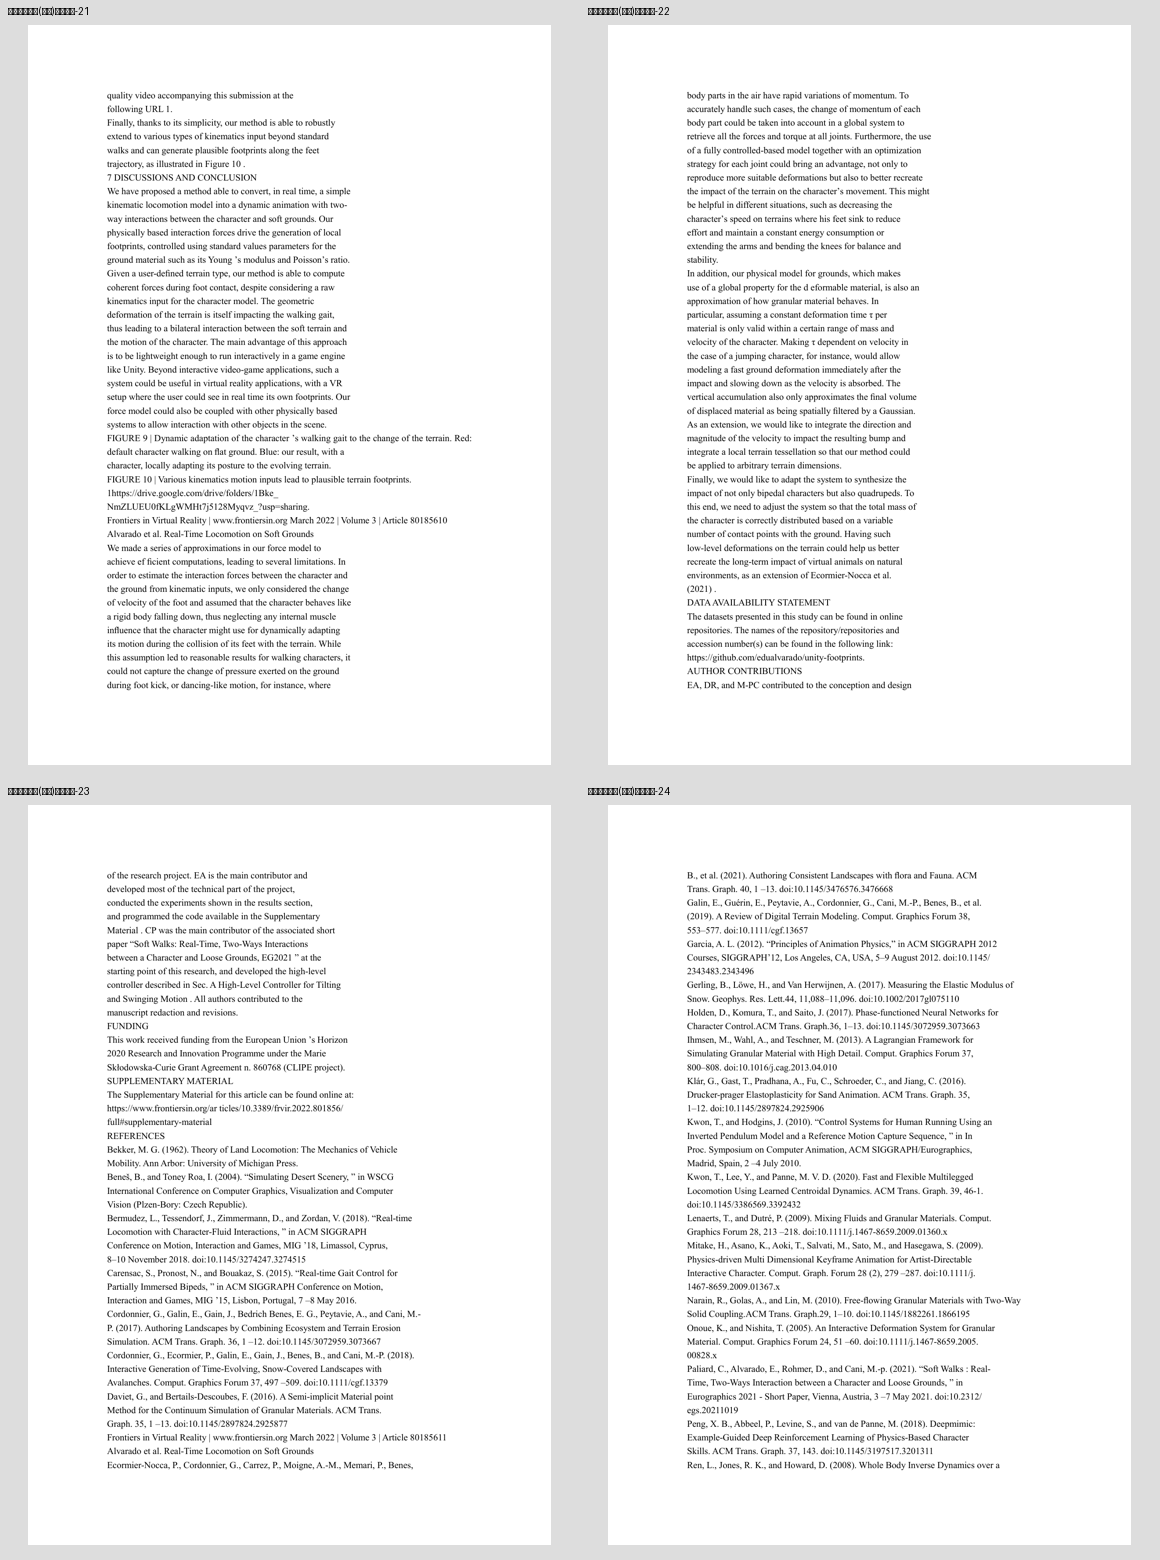 quality video accompanying this submission at the
following URL 1.
Finally, thanks to its simplicity, our method is able to robustly
extend to various types of kinematics input beyond standard
walks and can generate plausible footprints along the feet
trajectory, as illustrated in Figure 10 .
7 DISCUSSIONS AND CONCLUSION
We have proposed a method able to convert, in real time, a simple
kinematic locomotion model into a dynamic animation with two-
way interactions between the character and soft grounds. Our
physically based interaction forces drive the generation of local
footprints, controlled using standard values parameters for the
ground material such as its Young ’s modulus and Poisson’s ratio.
Given a user-defined terrain type, our method is able to compute
coherent forces during foot contact, despite considering a raw
kinematics input for the character model. The geometric
deformation of the terrain is itself impacting the walking gait,
thus leading to a bilateral interaction between the soft terrain and
the motion of the character. The main advantage of this approach
is to be lightweight enough to run interactively in a game engine
like Unity. Beyond interactive video-game applications, such a
system could be useful in virtual reality applications, with a VR
setup where the user could see in real time its own footprints. Our
force model could also be coupled with other physically based
systems to allow interaction with other objects in the scene.
FIGURE 9 | Dynamic adaptation of the character ’s walking gait to the change of the terrain. Red:
default character walking on flat ground. Blue: our result, with a
character, locally adapting its posture to the evolving terrain.
FIGURE 10 | Various kinematics motion inputs lead to plausible terrain footprints.
1https://drive.google.com/drive/folders/1Bke_
NmZLUEU0fKLgWMHt7j5128Myqvz_?usp=sharing.
Frontiers in Virtual Reality | www.frontiersin.org March 2022 | Volume 3 | Article 80185610
Alvarado et al. Real-Time Locomotion on Soft Grounds
We made a series of approximations in our force model to
achieve ef ficient computations, leading to several limitations. In
order to estimate the interaction forces between the character and
the ground from kinematic inputs, we only considered the change
of velocity of the foot and assumed that the character behaves like
a rigid body falling down, thus neglecting any internal muscle
influence that the character might use for dynamically adapting
its motion during the collision of its feet with the terrain. While
this assumption led to reasonable results for walking characters, it
could not capture the change of pressure exerted on the ground
during foot kick, or dancing-like motion, for instance, where
body parts in the air have rapid variations of momentum. To
accurately handle such cases, the change of momentum of each
body part could be taken into account in a global system to
retrieve all the forces and torque at all joints. Furthermore, the use
of a fully controlled-based model together with an optimization
strategy for each joint could bring an advantage, not only to
reproduce more suitable deformations but also to better recreate
the impact of the terrain on the character’s movement. This might
be helpful in different situations, such as decreasing the
character’s speed on terrains where his feet sink to reduce
effort and maintain a constant energy consumption or
extending the arms and bending the knees for balance and
stability.
In addition, our physical model for grounds, which makes
use of a global property for the d eformable material, is also an
approximation of how granular material behaves. In
particular, assuming a constant deformation time τ per
material is only valid within a certain range of mass and
velocity of the character. Making τ dependent on velocity in
the case of a jumping character, for instance, would allow
modeling a fast ground deformation immediately after the
impact and slowing down as the velocity is absorbed. The
vertical accumulation also only approximates the final volume
of displaced material as being spatially filtered by a Gaussian.
As an extension, we would like to integrate the direction and
magnitude of the velocity to impact the resulting bump and
integrate a local terrain tessellation so that our method could
be applied to arbitrary terrain dimensions.
Finally, we would like to adapt the system to synthesize the
impact of not only bipedal characters but also quadrupeds. To
this end, we need to adjust the system so that the total mass of
the character is correctly distributed based on a variable
number of contact points with the ground. Having such
low-level deformations on the terrain could help us better
recreate the long-term impact of virtual animals on natural
environments, as an extension of Ecormier-Nocca et al.
(2021) .
DATA AVAILABILITY STATEMENT
The datasets presented in this study can be found in online
repositories. The names of the repository/repositories and
accession number(s) can be found in the following link:
https://github.com/edualvarado/unity-footprints.
AUTHOR CONTRIBUTIONS
EA, DR, and M-PC contributed to the conception and design
of the research project. EA is the main contributor and
developed most of the technical part of the project,
conducted the experiments shown in the results section,
and programmed the code available in the Supplementary
Material . CP was the main contributor of the associated short
paper “Soft Walks: Real-Time, Two-Ways Interactions
between a Character and Loose Grounds, EG2021 ” at the
starting point of this research, and developed the high-level
controller described in Sec. A High-Level Controller for Tilting
and Swinging Motion . All authors contributed to the
manuscript redaction and revisions.
FUNDING
This work received funding from the European Union ’s Horizon
2020 Research and Innovation Programme under the Marie
Skłodowska-Curie Grant Agreement n. 860768 (CLIPE project).
SUPPLEMENTARY MATERIAL
The Supplementary Material for this article can be found online at:
https://www.frontiersin.org/ar ticles/10.3389/frvir.2022.801856/
full#supplementary-material
REFERENCES
Bekker, M. G. (1962). Theory of Land Locomotion: The Mechanics of Vehicle
Mobility. Ann Arbor: University of Michigan Press.
Beneš, B., and Toney Roa, I. (2004). “Simulating Desert Scenery, ” in WSCG
International Conference on Computer Graphics, Visualization and Computer
Vision (Plzen-Bory: Czech Republic).
Bermudez, L., Tessendorf, J., Zimmermann, D., and Zordan, V. (2018). “Real-time
Locomotion with Character-Fluid Interactions, ” in ACM SIGGRAPH
Conference on Motion, Interaction and Games, MIG ’18, Limassol, Cyprus,
8–10 November 2018. doi:10.1145/3274247.3274515
Carensac, S., Pronost, N., and Bouakaz, S. (2015). “Real-time Gait Control for
Partially Immersed Bipeds, ” in ACM SIGGRAPH Conference on Motion,
Interaction and Games, MIG ’15, Lisbon, Portugal, 7 –8 May 2016.
Cordonnier, G., Galin, E., Gain, J., Bedrich Benes, E. G., Peytavie, A., and Cani, M.-
P. (2017). Authoring Landscapes by Combining Ecosystem and Terrain Erosion
Simulation. ACM Trans. Graph. 36, 1 –12. doi:10.1145/3072959.3073667
Cordonnier, G., Ecormier, P., Galin, E., Gain, J., Benes, B., and Cani, M.-P. (2018).
Interactive Generation of Time-Evolving, Snow-Covered Landscapes with
Avalanches. Comput. Graphics Forum 37, 497 –509. doi:10.1111/cgf.13379
Daviet, G., and Bertails-Descoubes, F. (2016). A Semi-implicit Material point
Method for the Continuum Simulation of Granular Materials. ACM Trans.
Graph. 35, 1 –13. doi:10.1145/2897824.2925877
Frontiers in Virtual Reality | www.frontiersin.org March 2022 | Volume 3 | Article 80185611
Alvarado et al. Real-Time Locomotion on Soft Grounds
Ecormier-Nocca, P., Cordonnier, G., Carrez, P., Moigne, A.-M., Memari, P., Benes,
B., et al. (2021). Authoring Consistent Landscapes with flora and Fauna. ACM
Trans. Graph. 40, 1 –13. doi:10.1145/3476576.3476668
Galin, E., Guérin, E., Peytavie, A., Cordonnier, G., Cani, M.-P., Benes, B., et al.
(2019). A Review of Digital Terrain Modeling. Comput. Graphics Forum 38,
553–577. doi:10.1111/cgf.13657
Garcia, A. L. (2012). “Principles of Animation Physics,” in ACM SIGGRAPH 2012
Courses, SIGGRAPH’12, Los Angeles, CA, USA, 5–9 August 2012. doi:10.1145/
2343483.2343496
Gerling, B., Löwe, H., and Van Herwijnen, A. (2017). Measuring the Elastic Modulus of
Snow. Geophys. Res. Lett.44, 11,088–11,096. doi:10.1002/2017gl075110
Holden, D., Komura, T., and Saito, J. (2017). Phase-functioned Neural Networks for
Character Control.ACM Trans. Graph.36, 1–13. doi:10.1145/3072959.3073663
Ihmsen, M., Wahl, A., and Teschner, M. (2013). A Lagrangian Framework for
Simulating Granular Material with High Detail. Comput. Graphics Forum 37,
800–808. doi:10.1016/j.cag.2013.04.010
Klár, G., Gast, T., Pradhana, A., Fu, C., Schroeder, C., and Jiang, C. (2016).
Drucker-prager Elastoplasticity for Sand Animation. ACM Trans. Graph. 35,
1–12. doi:10.1145/2897824.2925906
Kwon, T., and Hodgins, J. (2010). “Control Systems for Human Running Using an
Inverted Pendulum Model and a Reference Motion Capture Sequence, ” in In
Proc. Symposium on Computer Animation, ACM SIGGRAPH/Eurographics,
Madrid, Spain, 2 –4 July 2010.
Kwon, T., Lee, Y., and Panne, M. V. D. (2020). Fast and Flexible Multilegged
Locomotion Using Learned Centroidal Dynamics. ACM Trans. Graph. 39, 46-1.
doi:10.1145/3386569.3392432
Lenaerts, T., and Dutré, P. (2009). Mixing Fluids and Granular Materials. Comput.
Graphics Forum 28, 213 –218. doi:10.1111/j.1467-8659.2009.01360.x
Mitake, H., Asano, K., Aoki, T., Salvati, M., Sato, M., and Hasegawa, S. (2009).
Physics-driven Multi Dimensional Keyframe Animation for Artist-Directable
Interactive Character. Comput. Graph. Forum 28 (2), 279 –287. doi:10.1111/j.
1467-8659.2009.01367.x
Narain, R., Golas, A., and Lin, M. (2010). Free-flowing Granular Materials with Two-Way
Solid Coupling.ACM Trans. Graph.29, 1–10. doi:10.1145/1882261.1866195
Onoue, K., and Nishita, T. (2005). An Interactive Deformation System for Granular
Material. Comput. Graphics Forum 24, 51 –60. doi:10.1111/j.1467-8659.2005.
00828.x
Paliard, C., Alvarado, E., Rohmer, D., and Cani, M.-p. (2021). “Soft Walks : Real-
Time, Two-Ways Interaction between a Character and Loose Grounds, ” in
Eurographics 2021 - Short Paper, Vienna, Austria, 3 –7 May 2021. doi:10.2312/
egs.20211019
Peng, X. B., Abbeel, P., Levine, S., and van de Panne, M. (2018). Deepmimic:
Example-Guided Deep Reinforcement Learning of Physics-Based Character
Skills. ACM Trans. Graph. 37, 143. doi:10.1145/3197517.3201311
Ren, L., Jones, R. K., and Howard, D. (2008). Whole Body Inverse Dynamics over a